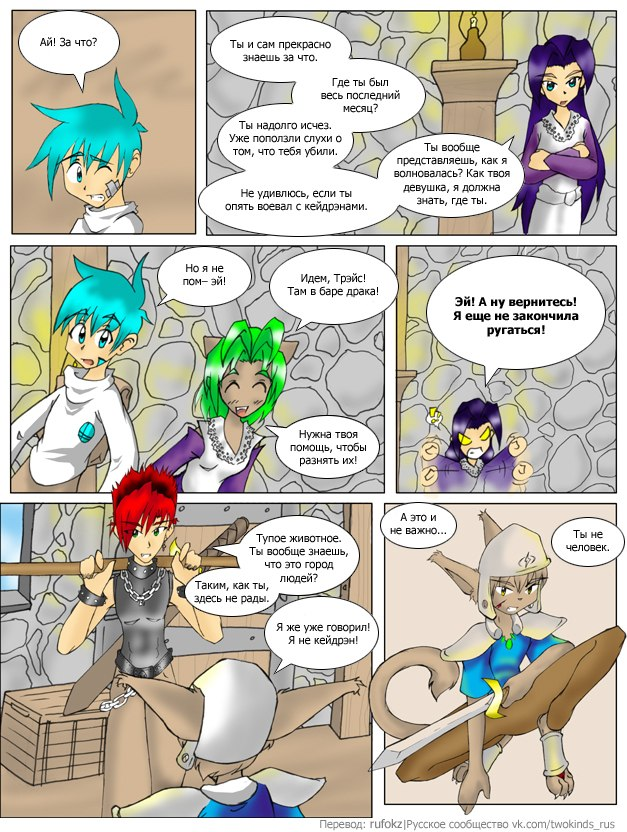 Ай! За что?
Ты и сам прекрасно
знаешь за что.
Где ты был
весь последний
месяц?
Ты надолго исчез.
Уже поползли слухи о
том, что тебя убили.
Ты вообще
представляешь, как я
волновалась? Как твоя
девушка, я должна
знать, где ты.
Не удивлюсь, если ты
опять воевал с кейдрэнами.
Но я не
пом– эй!
Идем, Трэйс!
Там в баре драка!
Нужна твоя
помощь, чтобы
разнять их!
Эй! А ну вернитесь!
Я еще не закончила
ругаться!
Тупое животное.
Ты вообще знаешь,
что это город
людей?
Таким, как ты,
здесь не рады.
Я же уже говорил!
Я не кейдрэн!
А это и
не важно...
Ты не
человек.
Перевод: rufokz|Русское сообщество vk.com/twokinds_rus